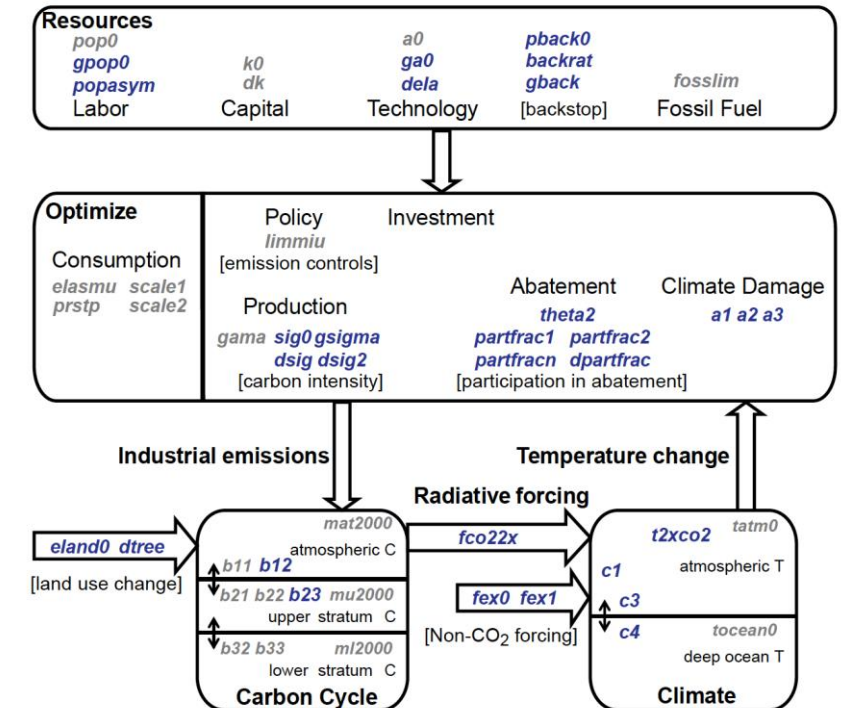 Resources
pop0
gpop0
popasym
Labor
k0
dk
Capital
a0
ga0
dela
Technology
pback0
backrat
gback
[backstop]
fosslim
Fossil Fuel
Optimize
Consumption
elasmu scale1
prstp scale2
Policy
limmiu
[emission controls]
Investment
Production
gama sig0 gsigma
dsig dsig2
[carbon intensity]
Abatement
theta2
partfrac1 partfrac2
partfracn dpartfrac
[participation in abatement]
Climate Damage
a1 a2 a3
Industrial emissions
Temperature change
Radiative forcing
eland0 dtree
[land use change]
mat2000
atmospheric C
b11 b12
b21 b22 b23 mu2000
upper stratum C
b32 b33 ml2000
lower stratum C
Carbon Cycle
fco22x
fex0 fex1
[Non-CO2 forcing]
tatm0
t2xco2
atmospheric T
c1
c3
c4
tocean0
deep ocean T
Climate